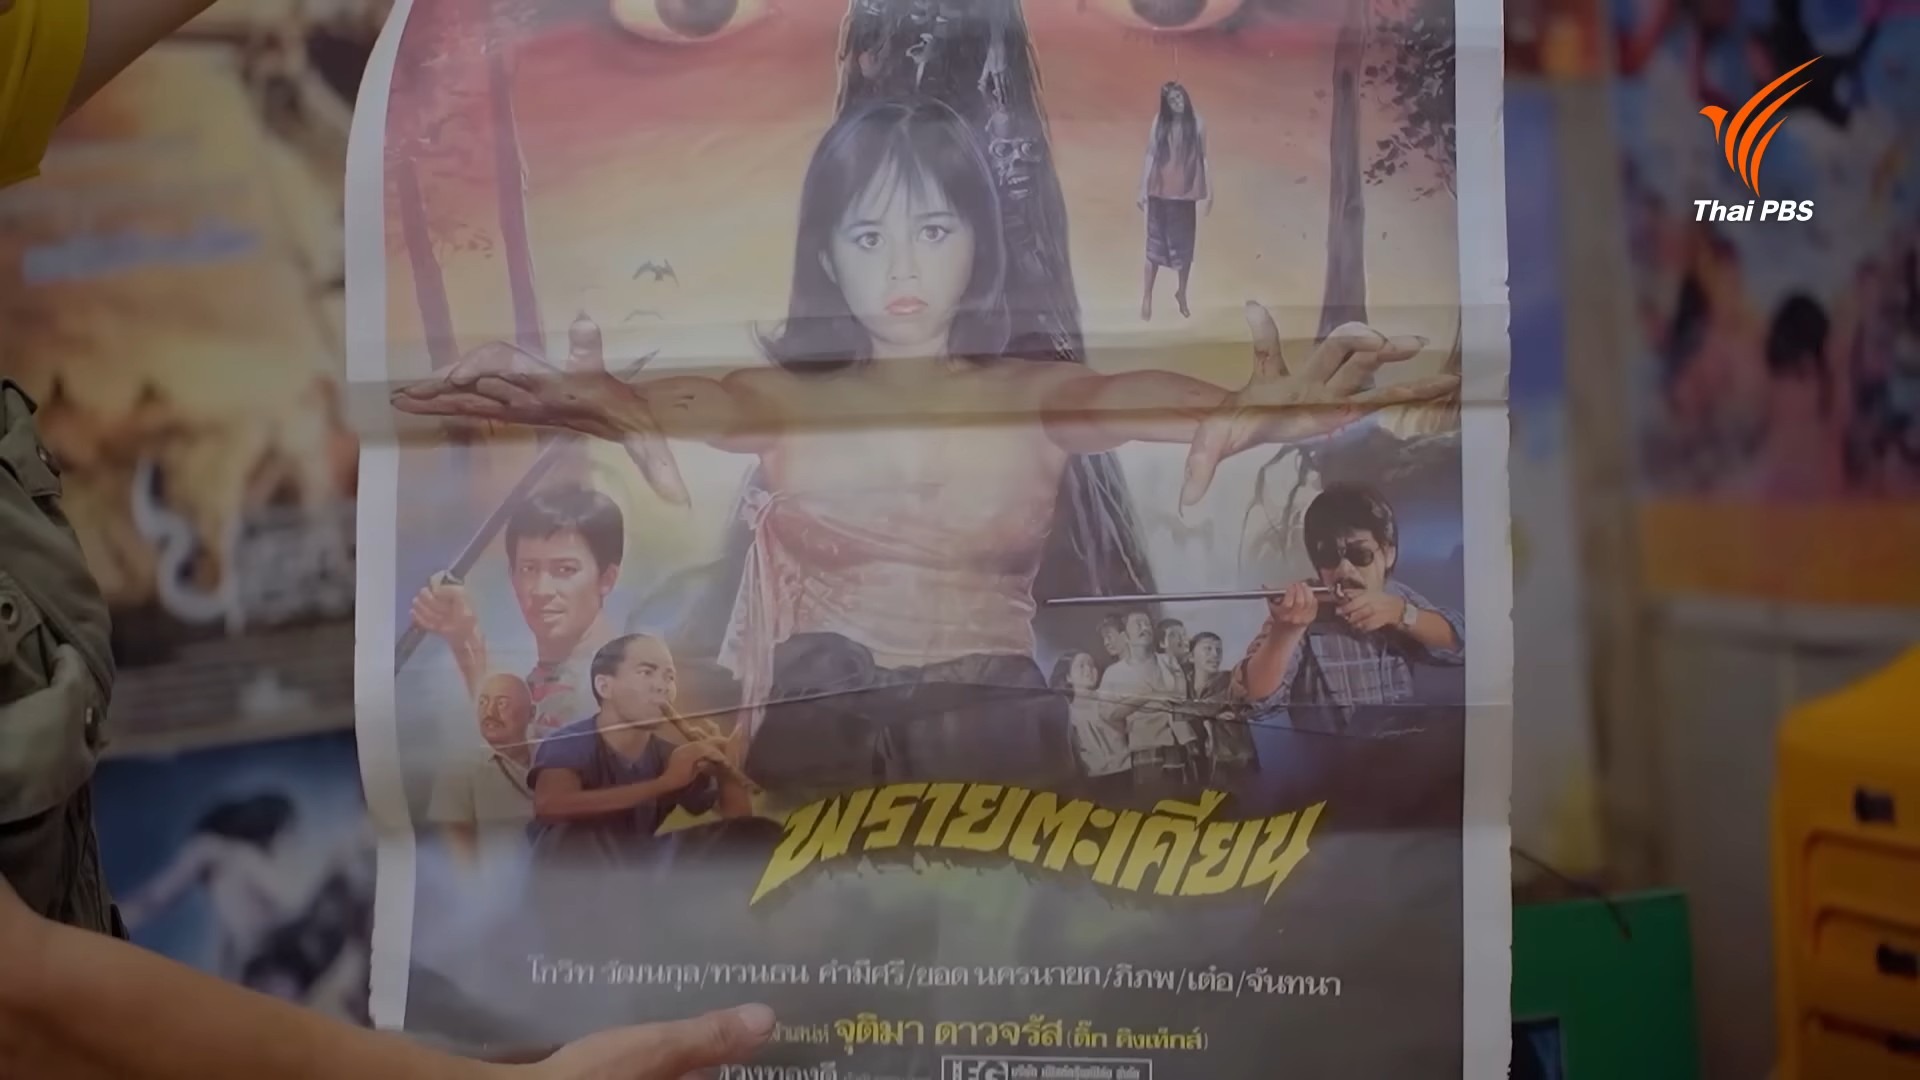 Thai PBS
พรายตะเคียน
โกวิท วัฒนกุล/ทวนธน คำมีศรี/ยอด นครนายก/ภิภพ/เต๋อ/จันทนา
จุติมา ดาวจรัส (ติ๊ก คิงเท็กส์)